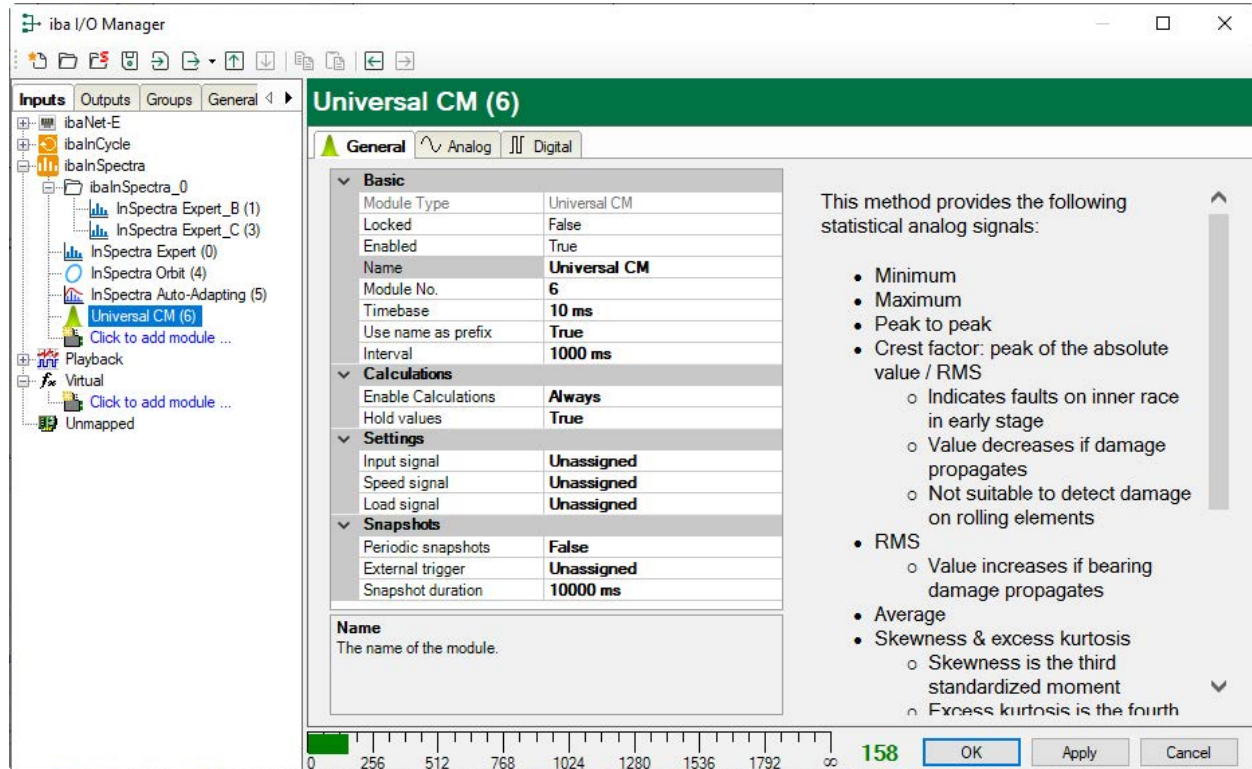 iba I/O Manager
Inputs Outputs Groups General
ibaNet-E
ibaInCycle
ibaInSpectra
ibaInSpectra_0
InSpectra Expert_B (1)
InSpectra Expert_C (3)
InSpectra Expert (0)
InSpectra Orbit (4)
InSpectra Auto-Adapting (5)
Universal CM (6)
Click to add module ...
Playback
Virtual
Click to add module ...
Unmapped
Universal CM (6)
General Analog Digital
Basic
Module Type Universal CM
Locked False
Enabled True
Name Universal CM
Module No. 6
Timebase 10 ms
Use name as prefix True
Interval 1000 ms
Calculations
Enable Calculations Always
Hold values True
Settings
Input signal Unassigned
Speed signal Unassigned
Load signal Unassigned
Snapshots
Periodic snapshots False
External trigger Unassigned
Snapshot duration 10000 ms
Name
The name of the module.
This method provides the following
statistical analog signals:
• Minimum
• Maximum
• Peak to peak
• Crest factor: peak of the absolute
value / RMS
o Indicates faults on inner race
in early stage
o Value decreases if damage
propagates
o Not suitable to detect damage
on rolling elements
• RMS
o Value increases if bearing
damage propagates
• Average
• Skewness & excess kurtosis
o Skewness is the third
standardized moment
o Excess kurtosis is the fourth
0 256 512 768 1024 1280 1536 1792 ∞
158 OK Apply Cancel